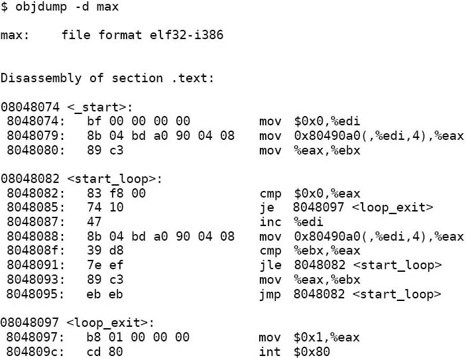 $ objdump -d max
max:    file format elf32-i386
Disassembly of section .text:
08048074 <_start>:
 8048074:   bf 00 00 00 00          mov  $0x0,%edi
 8048079:   8b 04 bd a0 90 04 08    mov  0x80490a0(,%edi,4),%eax
 8048080:   89 c3                   mov  %eax,%ebx
08048082 <start_loop>:
 8048082:   83 f8 00                cmp  $0x0,%eax
 8048085:   74 10                   je   8048097 <loop_exit>
 8048087:   47                      inc  %edi
 8048088:   8b 04 bd a0 90 04 08    mov  0x80490a0(,%edi,4),%eax
 804808f:   39 d8                   cmp  %ebx,%eax
 8048091:   7e ef                   jle  8048082 <start_loop>
 8048093:   89 c3                   mov  %eax,%ebx
 8048095:   eb eb                   jmp  8048082 <start_loop>
08048097 <loop_exit>:
 8048097:   b8 01 00 00 00          mov  $0x1,%eax
 804809c:   cd 80                   int  $0x80